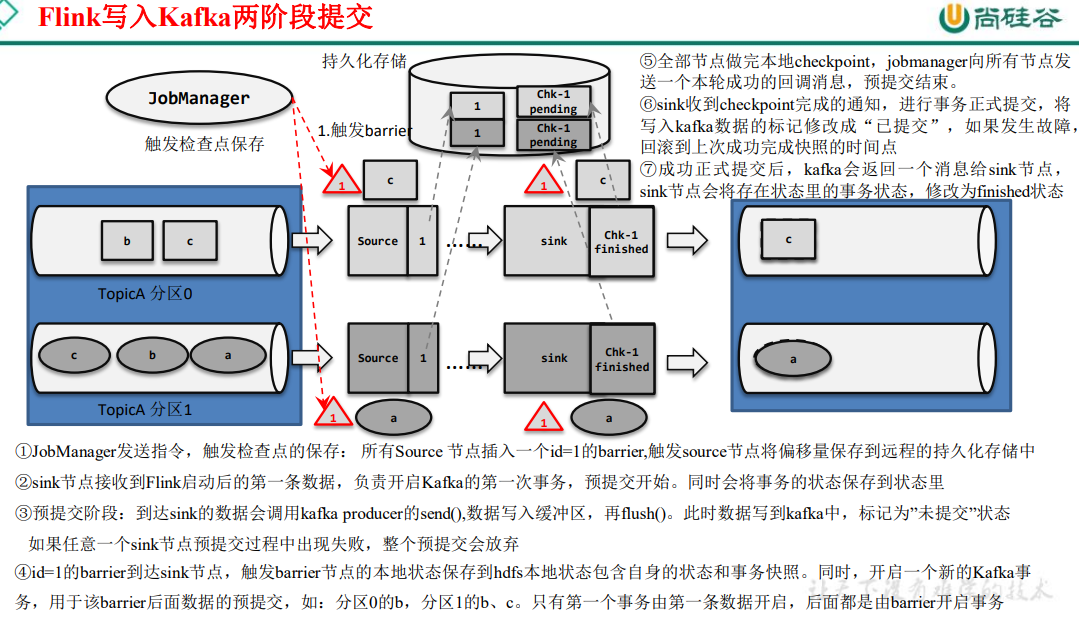 Flink写入Kafka两阶段提交
尚硅谷
持久化存储
JobManager
触发检查点保存
1.触发barrier
1
Chk-1
pending
1
Chk-1
pending
⑤全部节点做完本地checkpoint，jobmanager向所有节点发
送一个本轮成功的回调消息，预提交结束。
⑥sink收到checkpoint完成的通知，进行事务正式提交，将
写入kafka数据的标记修改成“已提交”，如果发生故障，
回滚到上次成功完成快照的时间点
⑦成功正式提交后，kafka会返回一个消息给sink节点，
sink节点会将存在状态里的事务状态，修改为finished状态
1
c
1
c
b
c
Source
1
......
sink
Chk-1
finished
c
TopicA 分区0
c
b
a
Source
1
......
sink
Chk-1
finished
a
TopicA 分区1
1
a
1
a
①JobManager发送指令，触发检查点的保存： 所有Source 节点插入一个id=1的barrier,触发source节点将偏移量保存到远程的持久化存储中
②sink节点接收到Flink启动后的第一条数据，负责开启Kafka的第一次事务，预提交开始。同时会将事务的状态保存到状态里
③预提交阶段：到达sink的数据会调用kafka producer的send(),数据写入缓冲区，再flush()。此时数据写到kafka中，标记为”未提交”状态
如果任意一个sink节点预提交过程中出现失败，整个预提交会放弃
④id=1的barrier到达sink节点，触发barrier节点的本地状态保存到hdfs本地状态包含自身的状态和事务快照。同时，开启一个新的Kafka事
务，用于该barrier后面数据的预提交，如：分区0的b，分区1的b、c。只有第一个事务由第一条数据开启，后面都是由barrier开启事务
让天下没有难学的技术